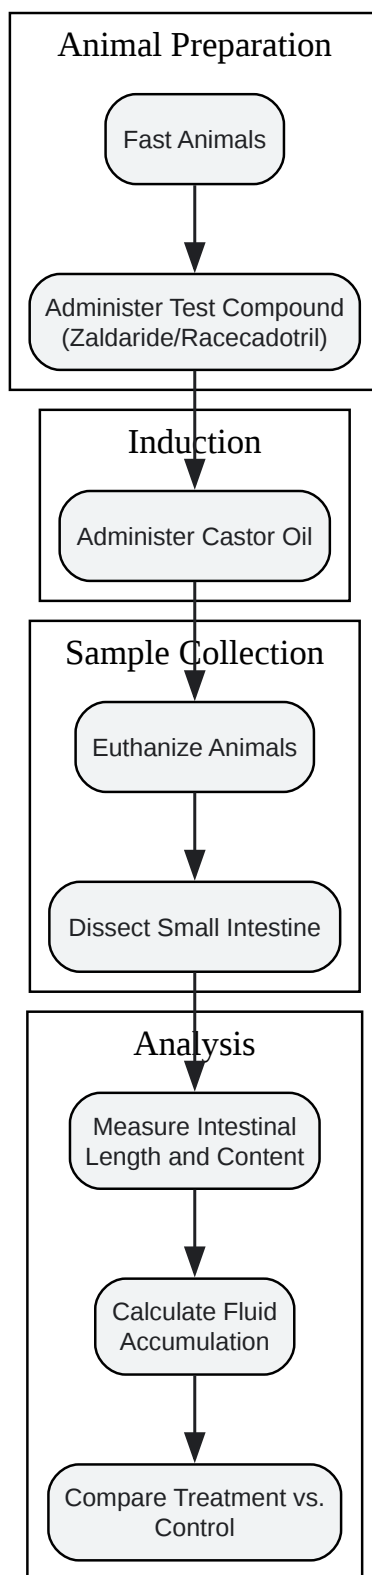 Animal Preparation
Fast Animals
Administer Test Compound
(Zaldaride/Racecadotril)
Induction
Administer Castor Oil
Sample Collection
Euthanize Animals
Dissect Small Intestine
Analysis
Measure Intestinal
Length and Content
Calculate Fluid
Accumulation
Compare Treatment vs.
Control